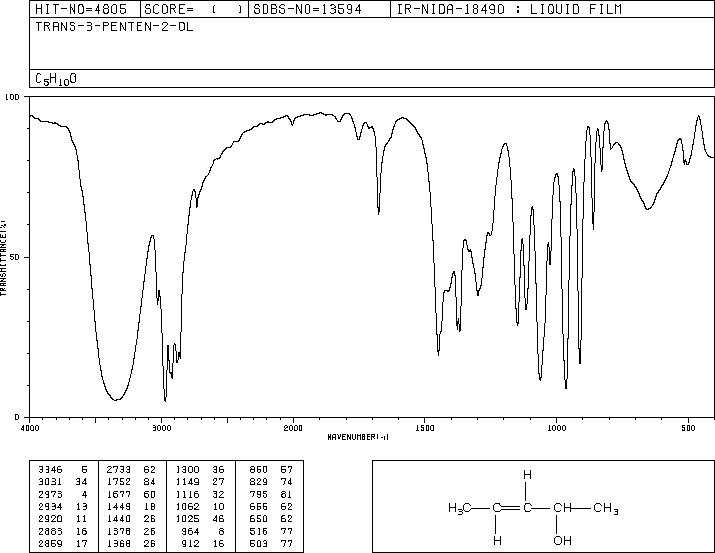 HIT-NO=4805 SCORE= ( ) SDBS-NO=13594 IR-NIDA-18490 : LIQUID FILM
TRANS-3-PENTEN-2-OL
C5H10O
100
50
0
TRANSMITTANCE(%)
4000 3000 2000 1500 1000 500
WAVENUMBER(-1)
3346 5 2733 62 1300 36 860 57
3031 34 1752 84 1149 27 829 74
2973 4 1677 60 1116 32 795 81
2934 13 1449 18 1062 10 666 62
2920 11 1440 26 1025 46 650 62
2883 16 1378 26 964 8 516 77
2859 17 1368 26 912 16 503 77
H
H3C C C CH CH3
H OH